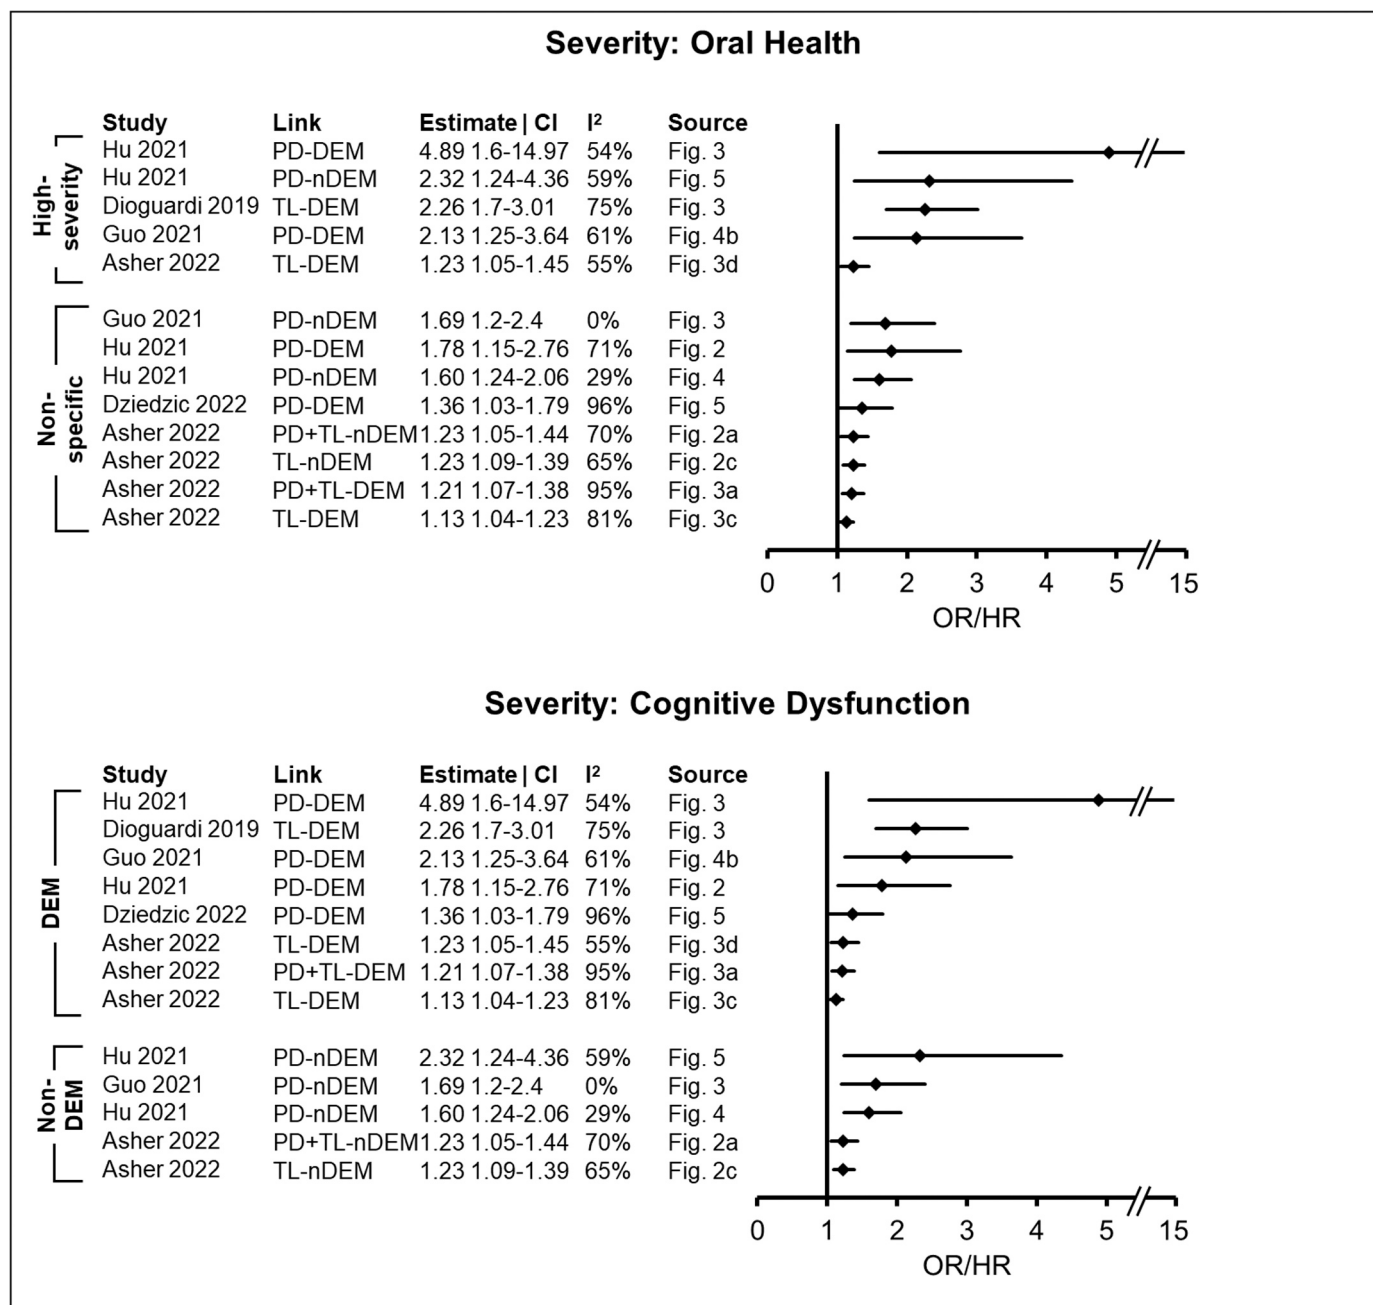 Severity: Oral Health
Study Link Estimate | CI I² Source
High-severity
Hu 2021 PD-DEM 4.89 1.6-14.97 54% Fig. 3
Hu 2021 PD-nDEM 2.32 1.24-4.36 59% Fig. 5
Dioguardi 2019 TL-DEM 2.26 1.7-3.01 75% Fig. 3
Guo 2021 PD-DEM 2.13 1.25-3.64 61% Fig. 4b
Asher 2022 TL-DEM 1.23 1.05-1.45 55% Fig. 3d
Non-specific
Guo 2021 PD-nDEM 1.69 1.2-2.4 0% Fig. 3
Hu 2021 PD-DEM 1.78 1.15-2.76 71% Fig. 2
Hu 2021 PD-nDEM 1.60 1.24-2.06 29% Fig. 4
Dziedzic 2022 PD-DEM 1.36 1.03-1.79 96% Fig. 5
Asher 2022 PD+TL-nDEM 1.23 1.05-1.44 70% Fig. 2a
Asher 2022 TL-nDEM 1.23 1.09-1.39 65% Fig. 2c
Asher 2022 PD+TL-DEM 1.21 1.07-1.38 95% Fig. 3a
Asher 2022 TL-DEM 1.13 1.04-1.23 81% Fig. 3c
0 1 2 3 4 5 15
OR/HR
Severity: Cognitive Dysfunction
Study Link Estimate | CI I² Source
DEM
Hu 2021 PD-DEM 4.89 1.6-14.97 54% Fig. 3
Dioguardi 2019 TL-DEM 2.26 1.7-3.01 75% Fig. 3
Guo 2021 PD-DEM 2.13 1.25-3.64 61% Fig. 4b
Hu 2021 PD-DEM 1.78 1.15-2.76 71% Fig. 2
Dziedzic 2022 PD-DEM 1.36 1.03-1.79 96% Fig. 5
Asher 2022 TL-DEM 1.23 1.05-1.45 55% Fig. 3d
Asher 2022 PD+TL-DEM 1.21 1.07-1.38 95% Fig. 3a
Asher 2022 TL-DEM 1.13 1.04-1.23 81% Fig. 3c
Non-DEM
Hu 2021 PD-nDEM 2.32 1.24-4.36 59% Fig. 5
Guo 2021 PD-nDEM 1.69 1.2-2.4 0% Fig. 3
Hu 2021 PD-nDEM 1.60 1.24-2.06 29% Fig. 4
Asher 2022 PD+TL-nDEM 1.23 1.05-1.44 70% Fig. 2a
Asher 2022 TL-nDEM 1.23 1.09-1.39 65% Fig. 2c
0 1 2 3 4 5 15
OR/HR